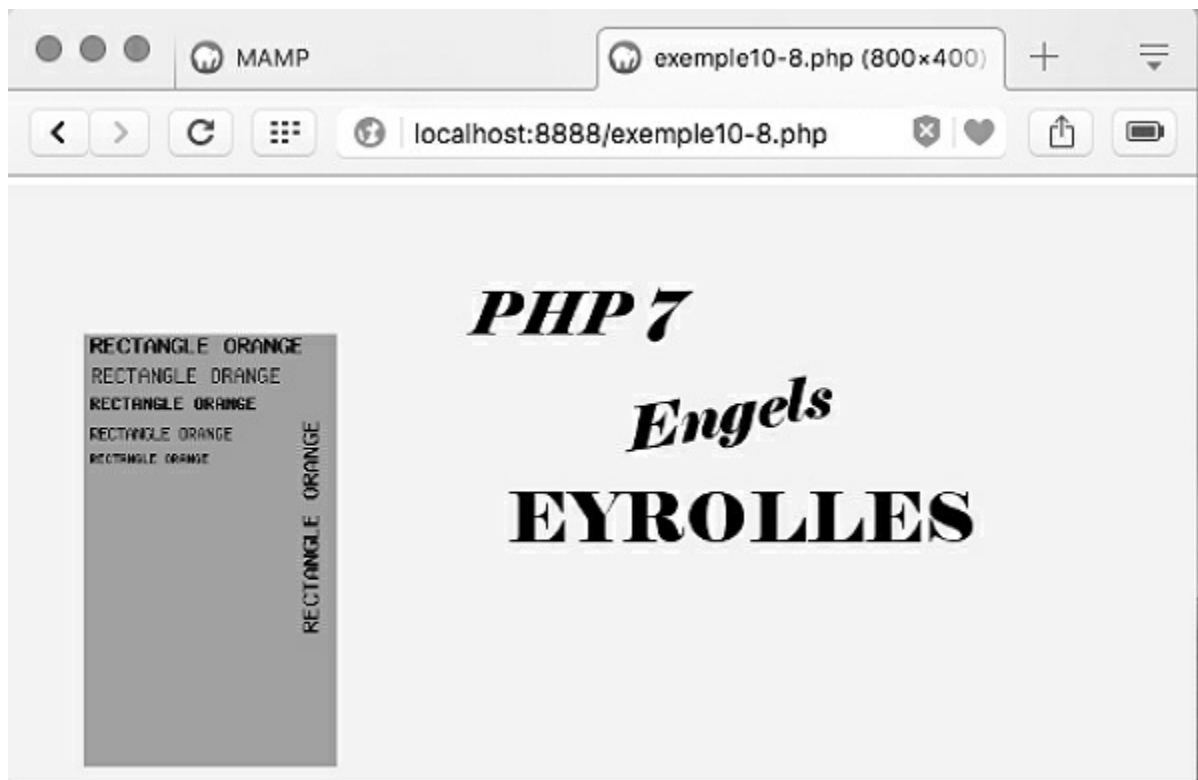 MAMP
exemple10-8.php (800×400)
localhost:8888/exemple10-8.php
PHP 7
RECTANGLE ORANGE
RECTANGLE ORANGE
RECTANGLE ORANGE
RECTANGLE ORANGE
RECTANGLE ORANGE
RECTANGLE ORANGE
Engels
EYROLLES